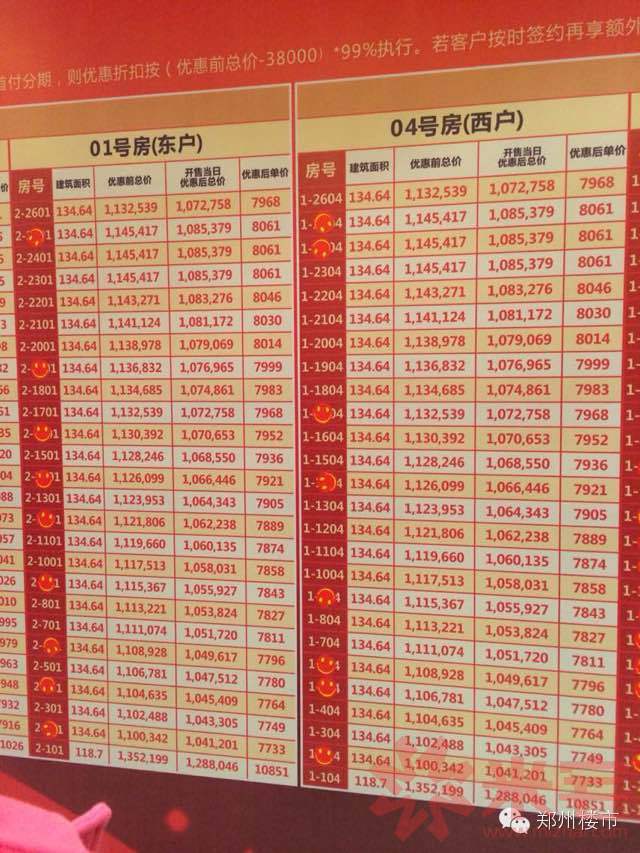 首付分期，则优惠折扣按（优惠前总价-38000）*99%执行。若客户按时签约再享额外
01号房(东户)
房号 建筑面积 优惠前总价 开售当日优惠后总价 优惠后单价
2-2601 134.64 1,132,539 1,072,758 7968
2- 1 134.64 1,145,417 1,085,379 8061
2-2401 134.64 1,145,417 1,085,379 8061
2-2301 134.64 1,145,417 1,085,379 8061
2-2201 134.64 1,143,271 1,083,276 8046
2-2101 134.64 1,141,124 1,081,172 8030
2-2001 134.64 1,138,978 1,079,069 8014
2- 1 134.64 1,136,832 1,076,965 7999
2-1801 134.64 1,134,685 1,074,861 7983
2-1701 134.64 1,132,539 1,072,758 7968
2- 1 134.64 1,130,392 1,070,653 7952
2-1501 134.64 1,128,246 1,068,550 7936
2- 1 134.64 1,126,099 1,066,446 7921
2-1301 134.64 1,123,953 1,064,343 7905
2- 1 134.64 1,121,806 1,062,238 7889
2-1101 134.64 1,119,660 1,060,135 7874
2-1001 134.64 1,117,513 1,058,031 7858
2- 1 134.64 1,115,367 1,055,927 7843
2-801 134.64 1,113,221 1,053,824 7827
2-701 134.64 1,111,074 1,051,720 7811
2- 134.64 1,108,928 1,049,617 7796
2-501 134.64 1,106,781 1,047,512 7780
2- 1 134.64 1,104,635 1,045,409 7764
2-301 134.64 1,102,488 1,043,305 7749
2- 1 134.64 1,100,342 1,041,201 7733
2-101 118.7 1,352,199 1,288,046 10851
04号房(西户)
房号 建筑面积 优惠前总价 开售当日优惠后总价 优惠后单价
1-2604 134.64 1,132,539 1,072,758 7968
1- 4 134.64 1,145,417 1,085,379 8061
1- 04 134.64 1,145,417 1,085,379 8061
1-2304 134.64 1,145,417 1,085,379 8061
1-2204 134.64 1,143,271 1,083,276 8046
1-2104 134.64 1,141,124 1,081,172 8030
1-2004 134.64 1,138,978 1,079,069 8014
1-1904 134.64 1,136,832 1,076,965 7999
1-1804 134.64 1,134,685 1,074,861 7983
1- 04 134.64 1,132,539 1,072,758 7968
1-1604 134.64 1,130,392 1,070,653 7952
1-1504 134.64 1,128,246 1,068,550 7936
1- 4 134.64 1,126,099 1,066,446 7921
1-1304 134.64 1,123,953 1,064,343 7905
1-1204 134.64 1,121,806 1,062,238 7889
1-1104 134.64 1,119,660 1,060,135 7874
1-1004 134.64 1,117,513 1,058,031 7858
1- 4 134.64 1,115,367 1,055,927 7843
1-804 134.64 1,113,221 1,053,824 7827
1-704 134.64 1,111,074 1,051,720 7811
1- 4 134.64 1,108,928 1,049,617 7796
1- 4 134.64 1,106,781 1,047,512 7780
1-404 134.64 1,104,635 1,045,409 7764
1-304 134.64 1,102,488 1,043,305 7749
1- 4 134.64 1,100,342 1,041,201 7733
1-104 118.7 1,352,199 1,288,046 10851
郑州楼市